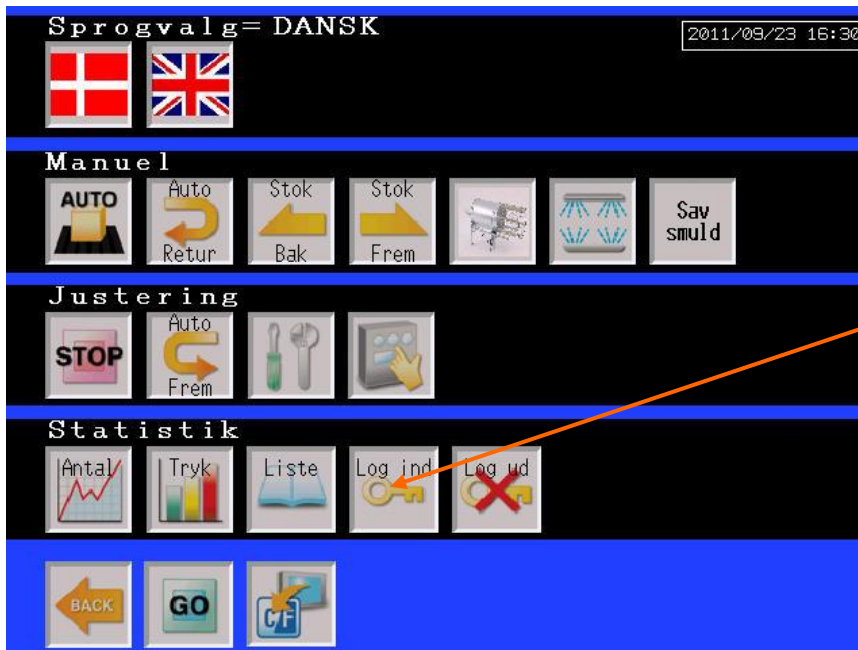 Sprogvalg= DANSK
2011/09/23 16:30
Manuel
AUTO
Auto
Retur
Stok
Bak
Stok
Frem
Sav
smuld
Justering
STOP
Auto
Frem
Statistik
Antal
Tryk
Liste
Log ind
Log ud
BACK
GO
C/F